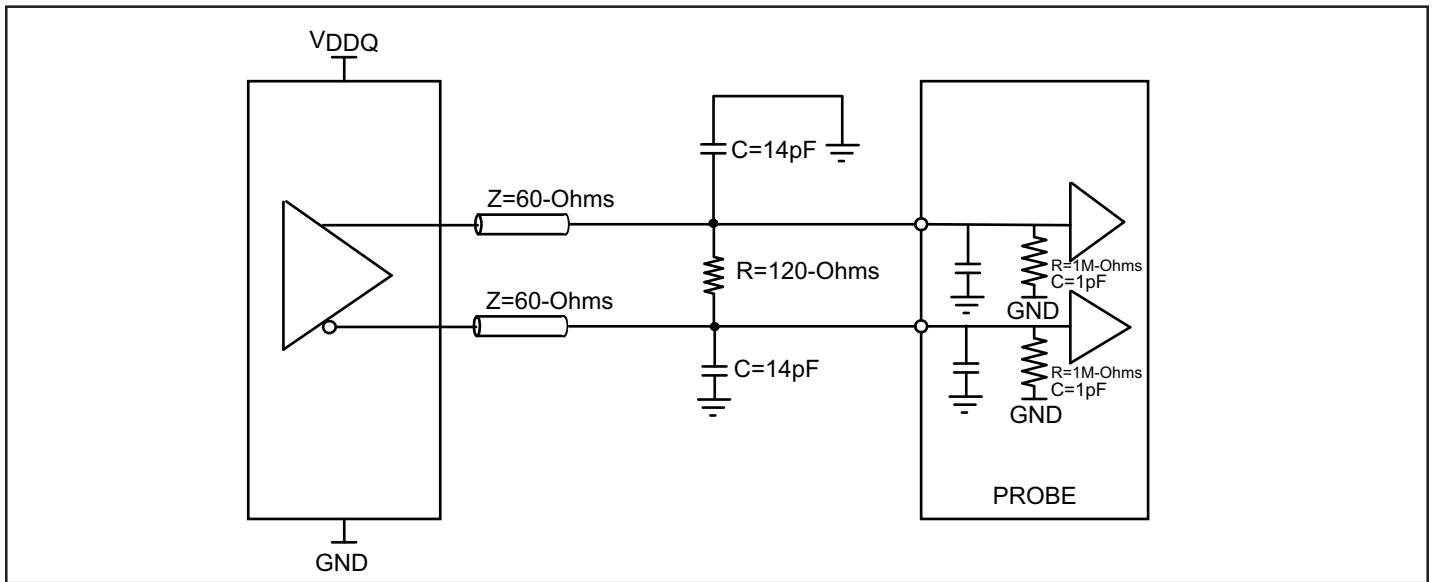 VDDQ
C=14pF
Z=60-Ohms
R=120-Ohms
R=1M-Ohms
C=1pF
GND
Z=60-Ohms
C=14pF
R=1M-Ohms
C=1pF
GND
PROBE
GND